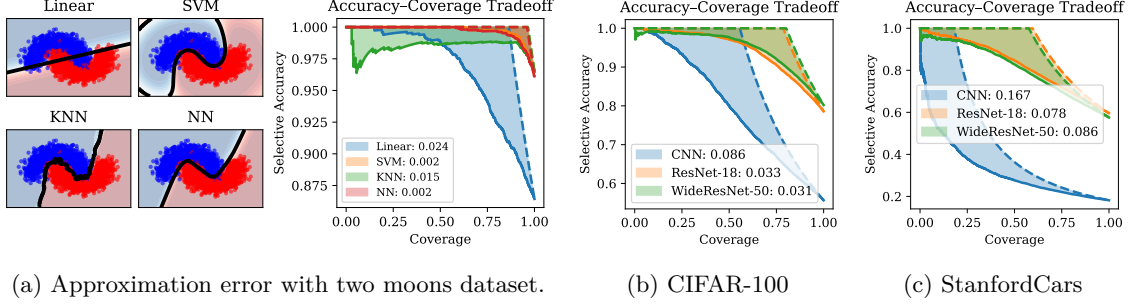 Linear
SVM
KNN
NN
Accuracy–Coverage Tradeoff
Selective Accuracy
1.000
0.975
0.950
0.925
0.900
0.875
Linear: 0.024
SVM: 0.002
KNN: 0.015
NN: 0.002
0.00 0.25 0.50 0.75 1.00
Coverage
Accuracy–Coverage Tradeoff
Selective Accuracy
1.0
0.9
0.8
0.7
0.6
CNN: 0.086
ResNet-18: 0.033
WideResNet-50: 0.031
0.00 0.25 0.50 0.75 1.00
Coverage
Accuracy–Coverage Tradeoff
Selective Accuracy
1.0
0.8
0.6
0.4
0.2
CNN: 0.167
ResNet-18: 0.078
WideResNet-50: 0.086
0.00 0.25 0.50 0.75 1.00
Coverage
(a) Approximation error with two moons dataset.
(b) CIFAR-100
(c) StanfordCars